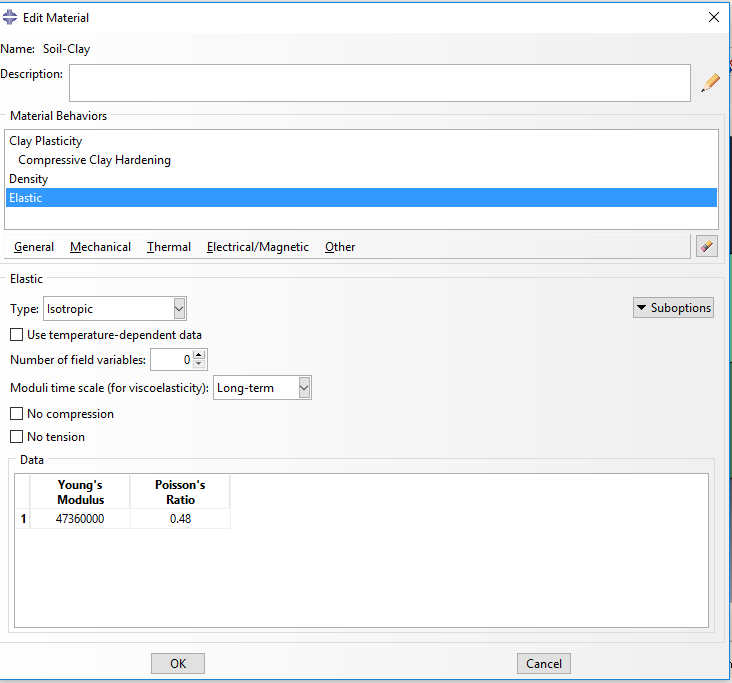 Edit Material
Name: Soil-Clay
Description:
Material Behaviors
Clay Plasticity
Compressive Clay Hardening
Density
Elastic
General Mechanical Thermal Electrical/Magnetic Other
Elastic
Type: Isotropic Suboptions
Use temperature-dependent data
Number of field variables: 0
Moduli time scale (for viscoelasticity): Long-term
No compression
No tension
Data
Young's Poisson's
Modulus Ratio
1 47360000 0.48
OK Cancel